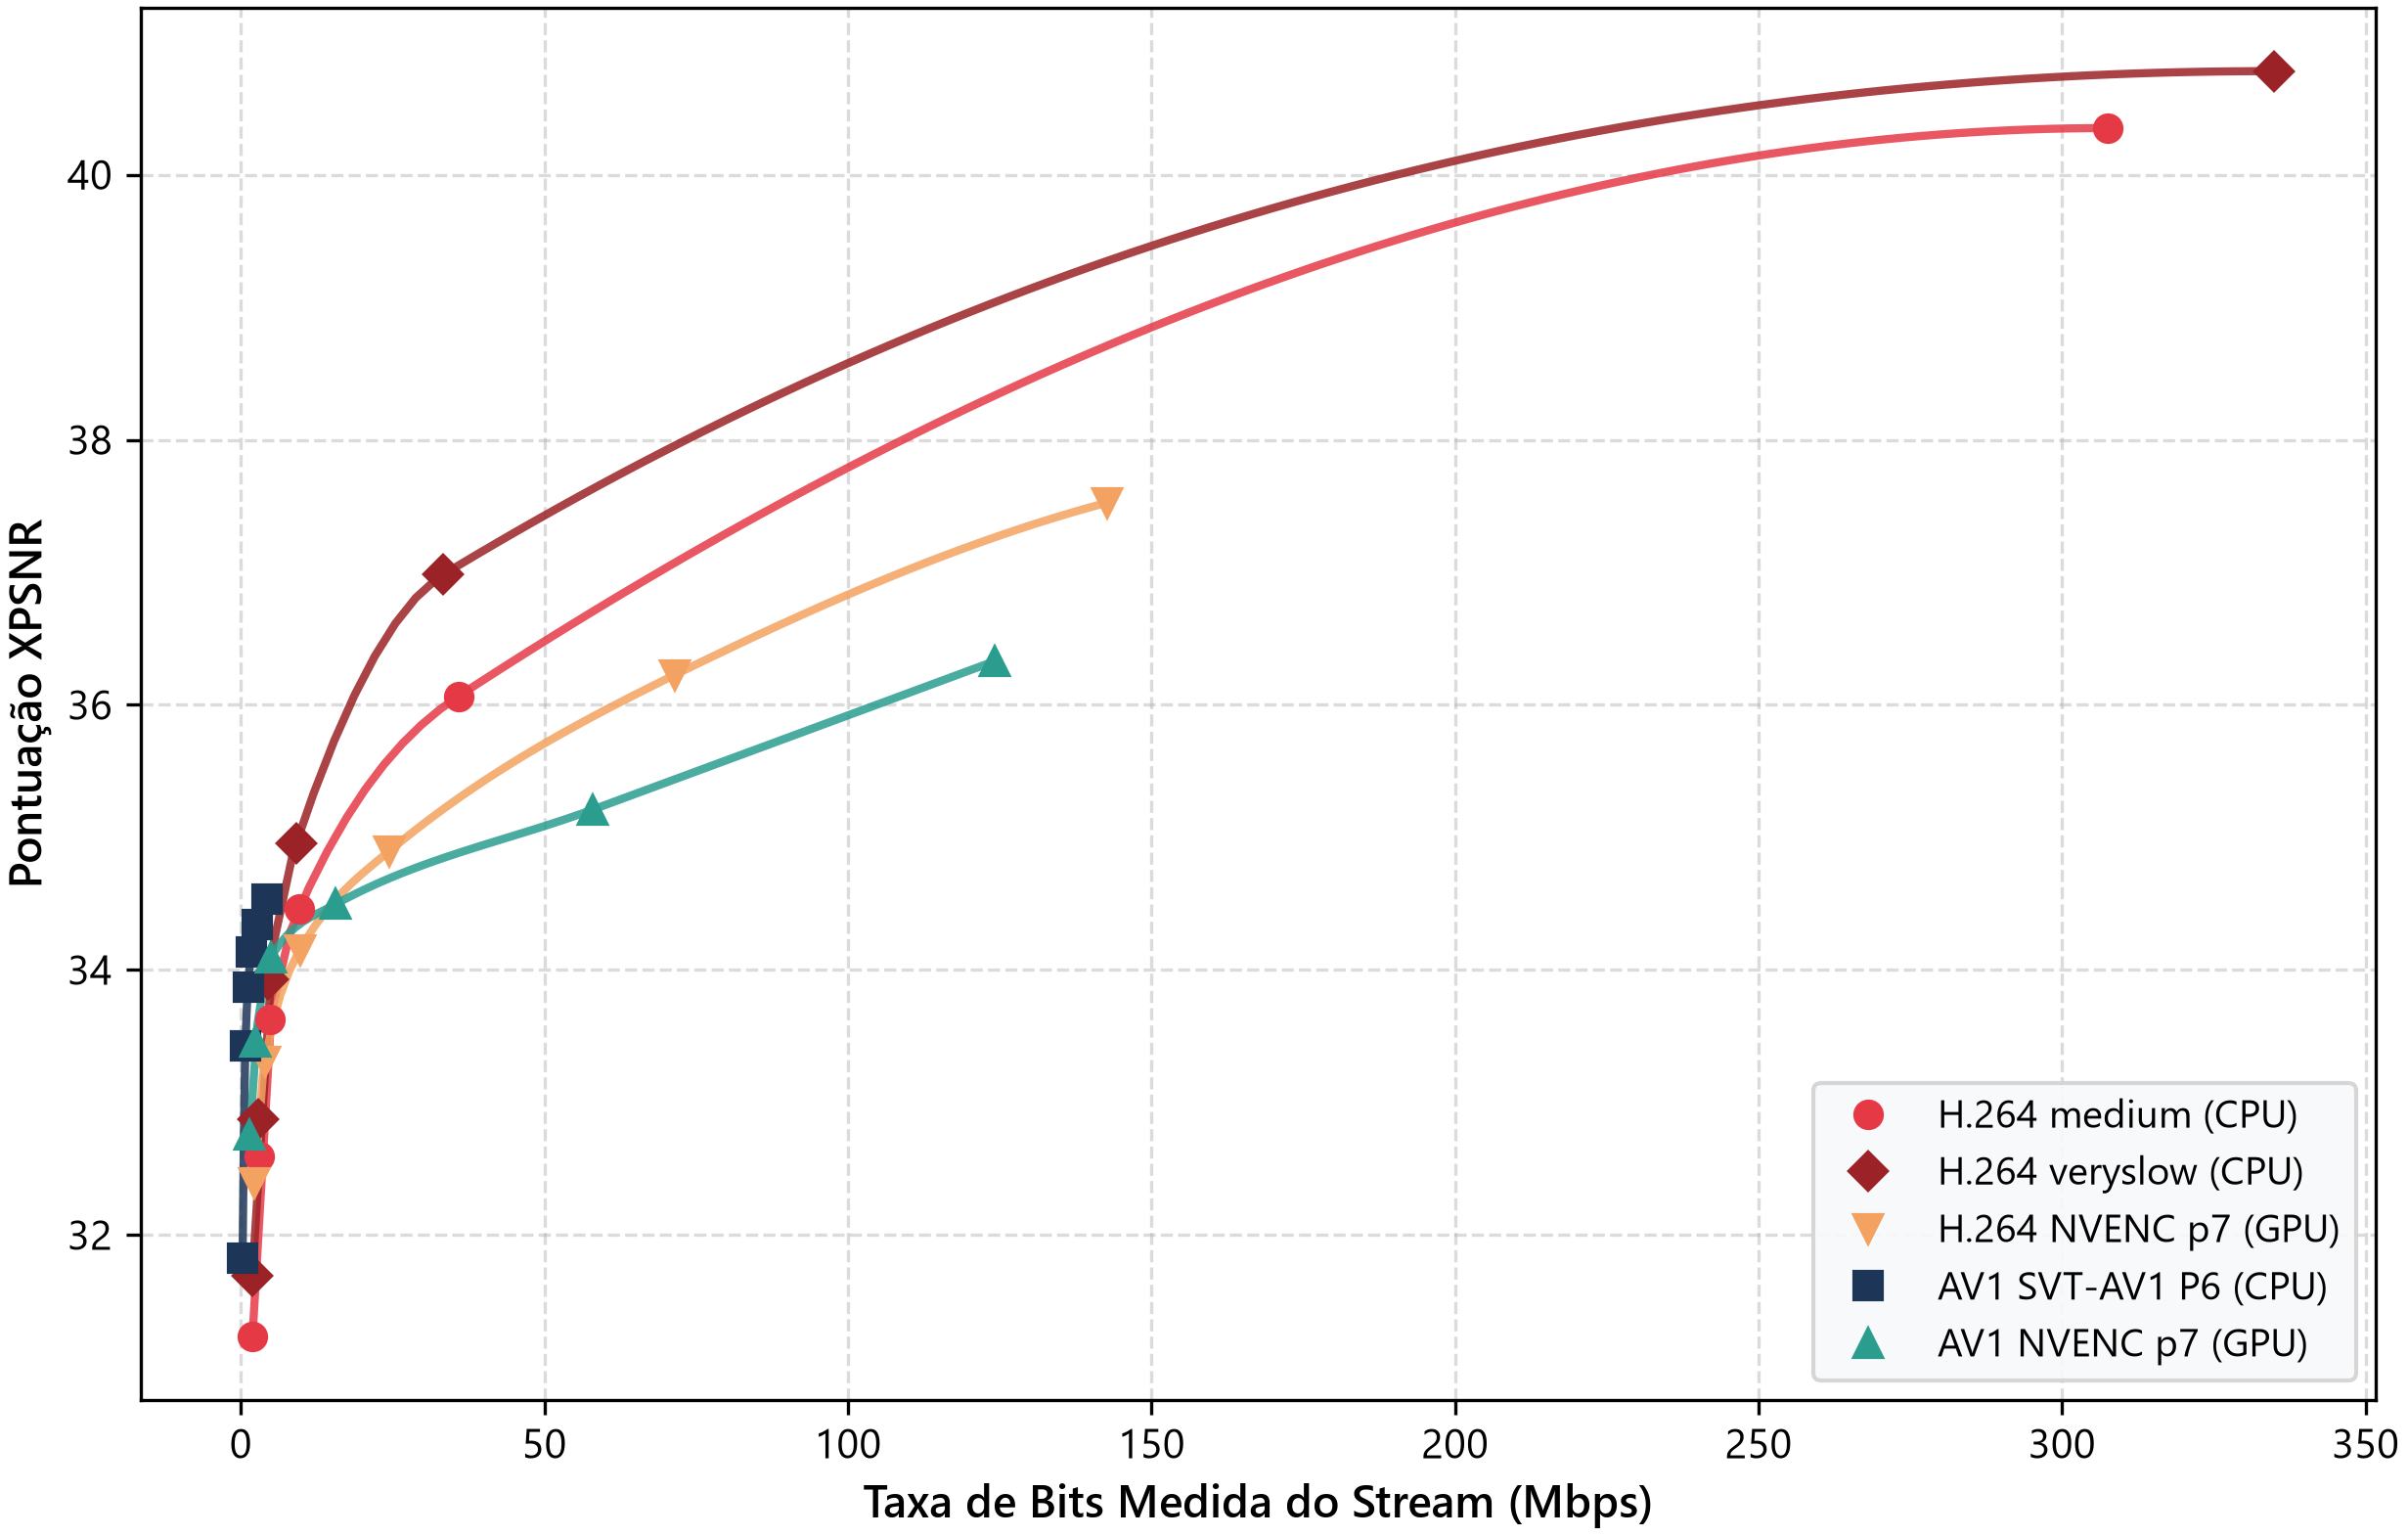 Pontuação XPSNR
40
38
36
34
32
0 50 100 150 200 250 300 350
Taxa de Bits Medida do Stream (Mbps)
H.264 medium (CPU)
H.264 veryslow (CPU)
H.264 NVENC p7 (GPU)
AV1 SVT-AV1 P6 (CPU)
AV1 NVENC p7 (GPU)